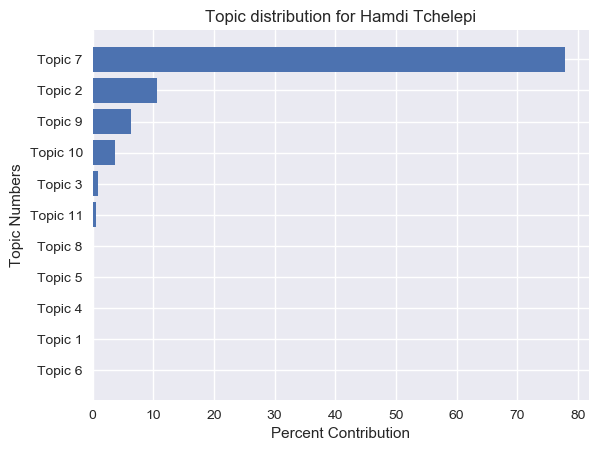 Topic distribution for Hamdi Tchelepi
Topic Numbers
Topic 7
Topic 2
Topic 9
Topic 10
Topic 3
Topic 11
Topic 8
Topic 5
Topic 4
Topic 1
Topic 6
0 10 20 30 40 50 60 70 80
Percent Contribution